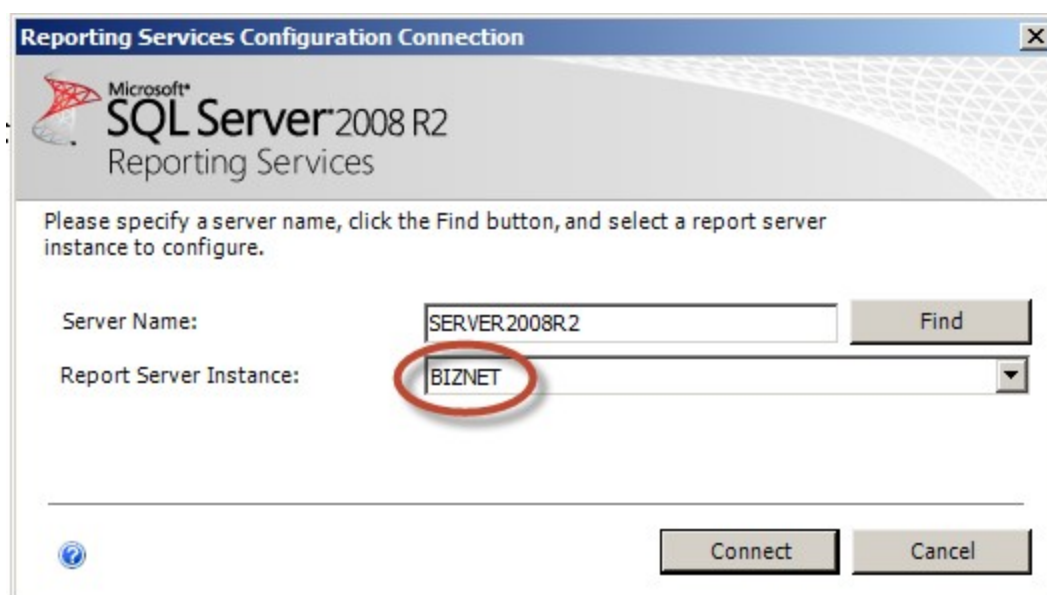 Reporting Services Configuration Connection
Microsoft®
SQL Server® 2008 R2
Reporting Services
Please specify a server name, click the Find button, and select a report server
instance to configure.
Server Name: SERVER2008R2 Find
Report Server Instance: BIZNET
Connect Cancel